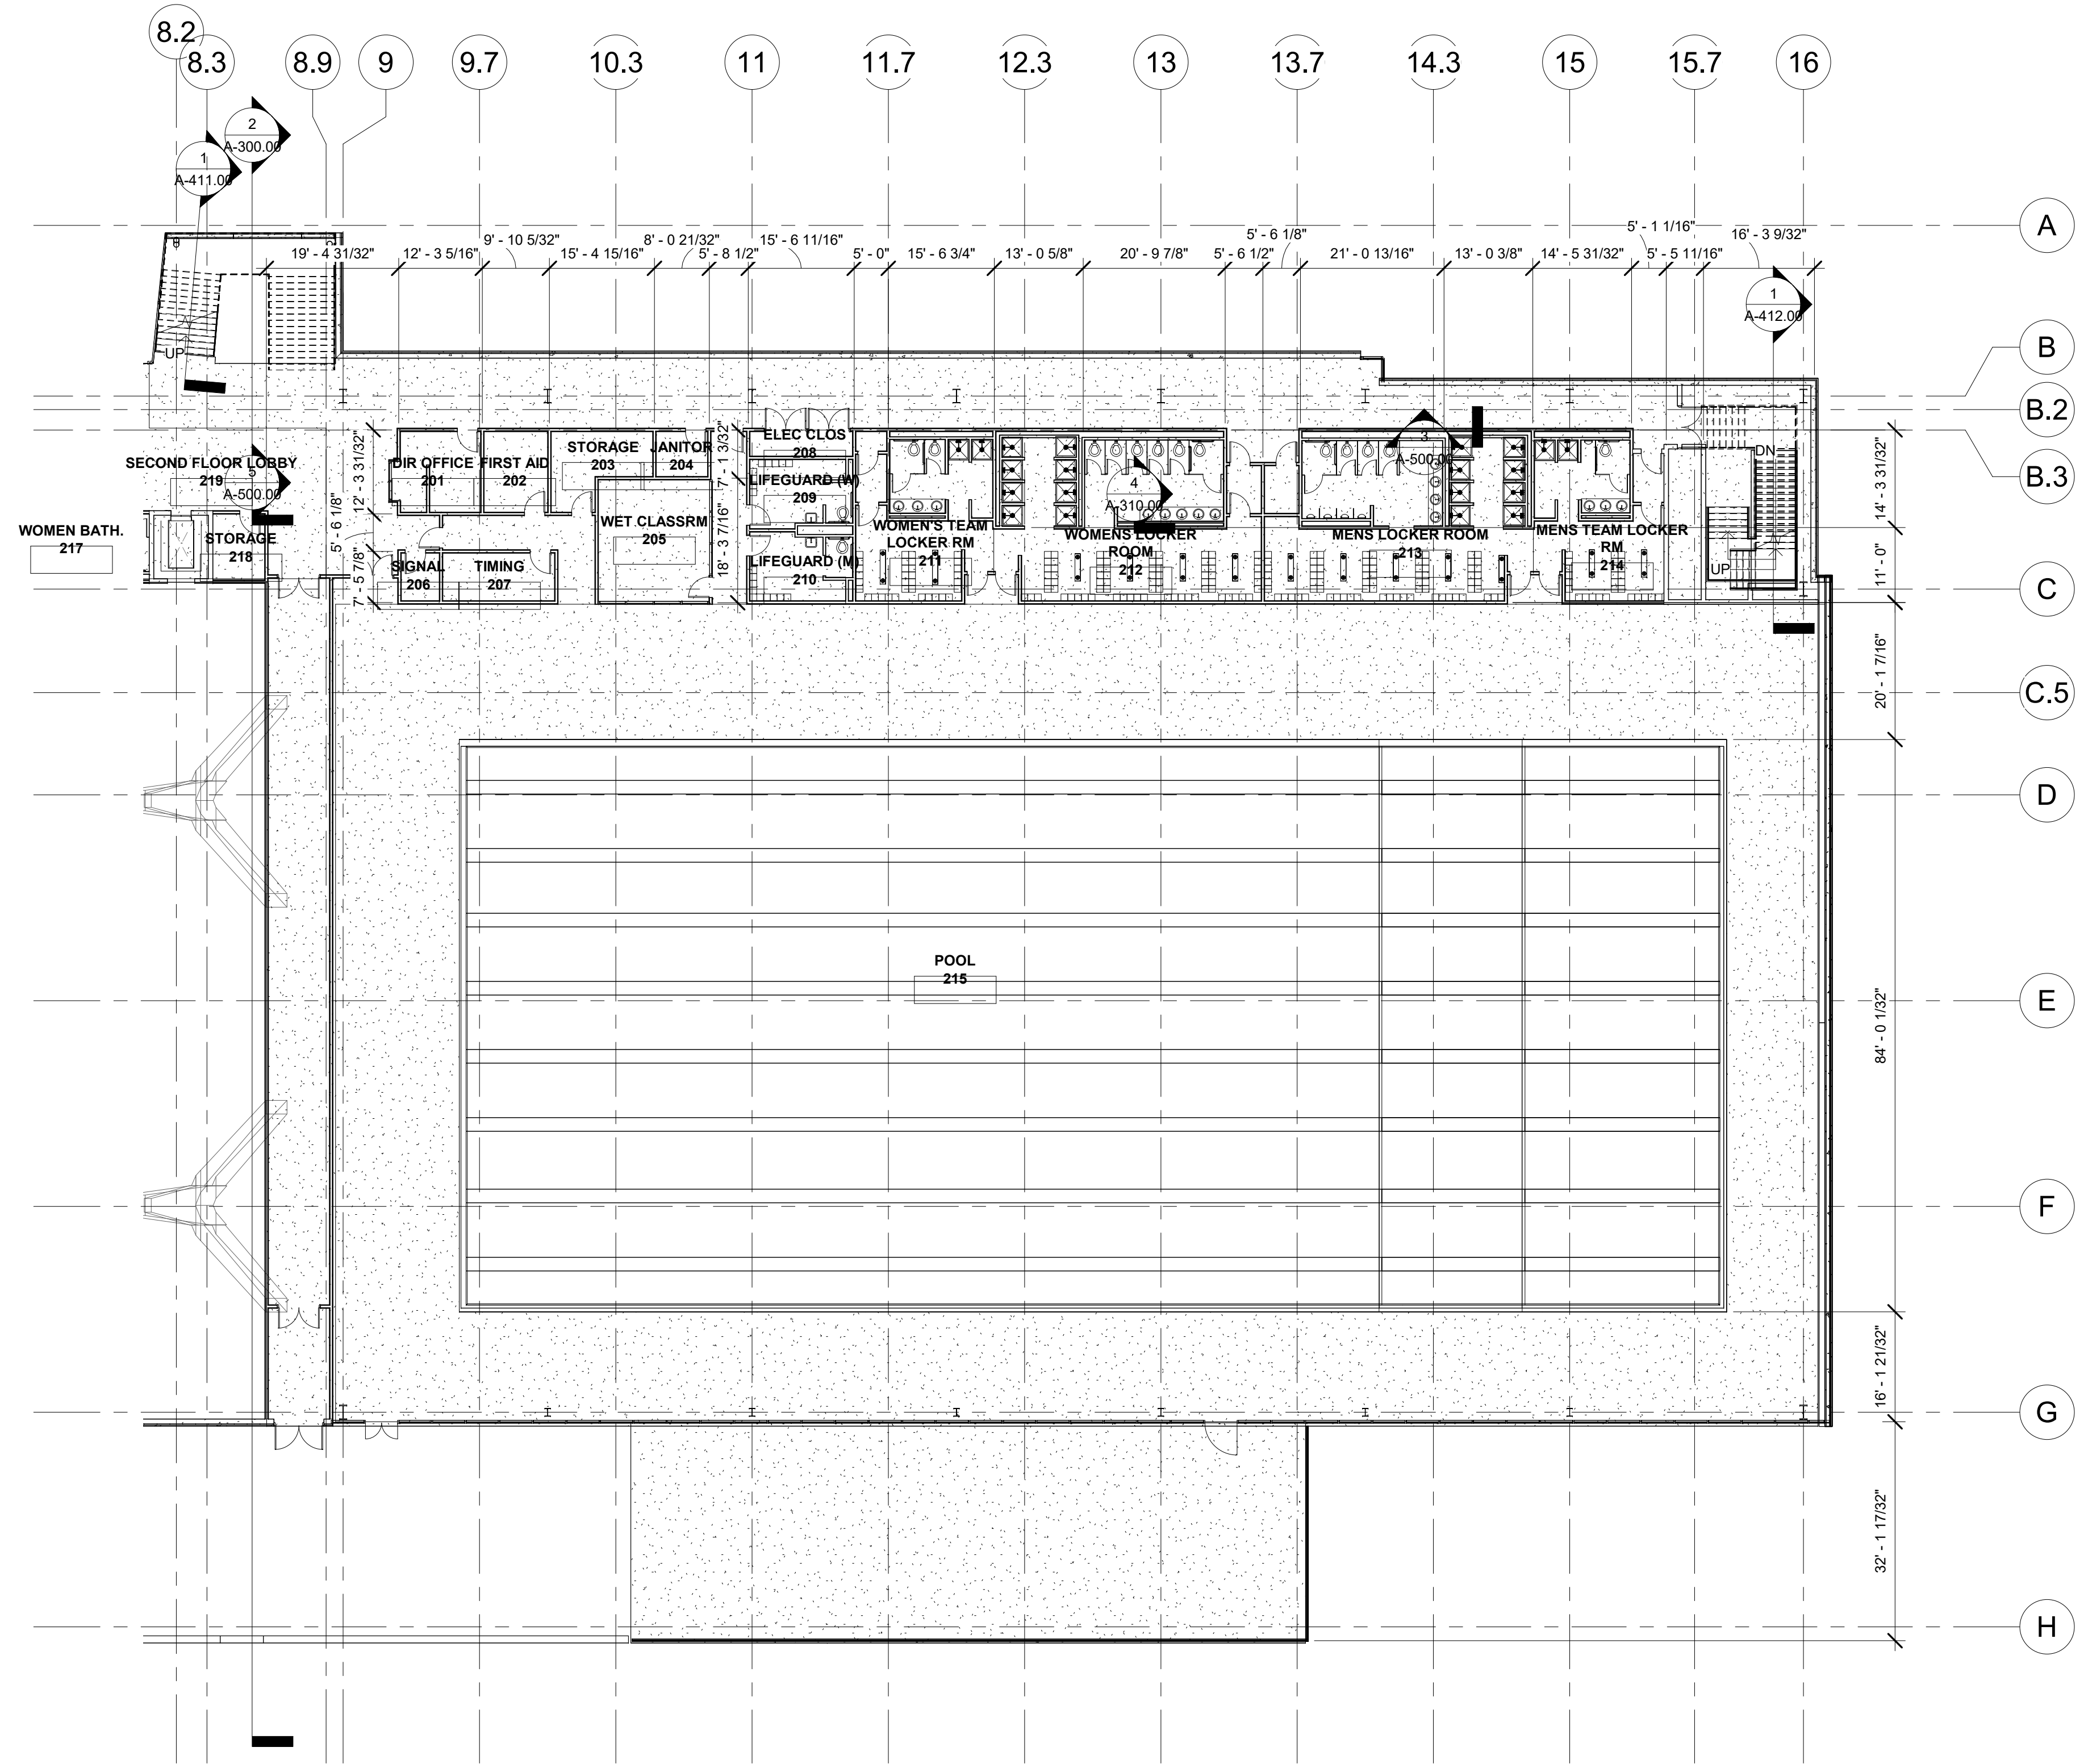 8.2
8.3
8.9
9
9.7
10.3
11
11.7
12.3
13
13.7
14.3
15
15.7
16
2
A-300.00
1
A-411.00
A
5' - 6 1/8"
5' - 1 1/16"
16' - 3 9/32"
9' - 10 5/32"
8' - 0 21/32"
15' - 6 11/16"
19' - 4 31/32"
12' - 3 5/16"
15' - 4 15/16"
5' - 8 1/2"
5' - 0"
15' - 6 3/4"
13' - 0 5/8"
20' - 9 7/8"
5' - 6 1/2"
21' - 0 13/16"
13' - 0 3/8"
14' - 5 31/32"
5' - 5 11/16"
1
A-412.00
UP
B
B.2
B.3
12' - 3 31/32"
5' - 6 1/8"
7' - 5 7/8"
7' - 1 3/32"
18' - 3 7/16"
14' - 3 31/32"
11' - 0"
SECOND FLOOR LOBBY
219
5
A-500.00
DIR OFFICE
201
FIRST AID
202
STORAGE
203
JANITOR
204
ELEC CLOS
208
LIFEGUARD (W)
209
3
A-500.00
4
A-310.00
DN
UP
WOMEN BATH.
217
STORAGE
218
SIGNAL
206
TIMING
207
WET CLASSRM
205
LIFEGUARD (M)
210
WOMEN'S TEAM
LOCKER RM
211
WOMENS LOCKER
ROOM
212
MENS LOCKER ROOM
213
MENS TEAM LOCKER
RM
214
C
20' - 1 7/16"
C.5
D
POOL
215
E
84' - 0 1/32"
F
16' - 1 21/32"
G
32' - 1 17/32"
H